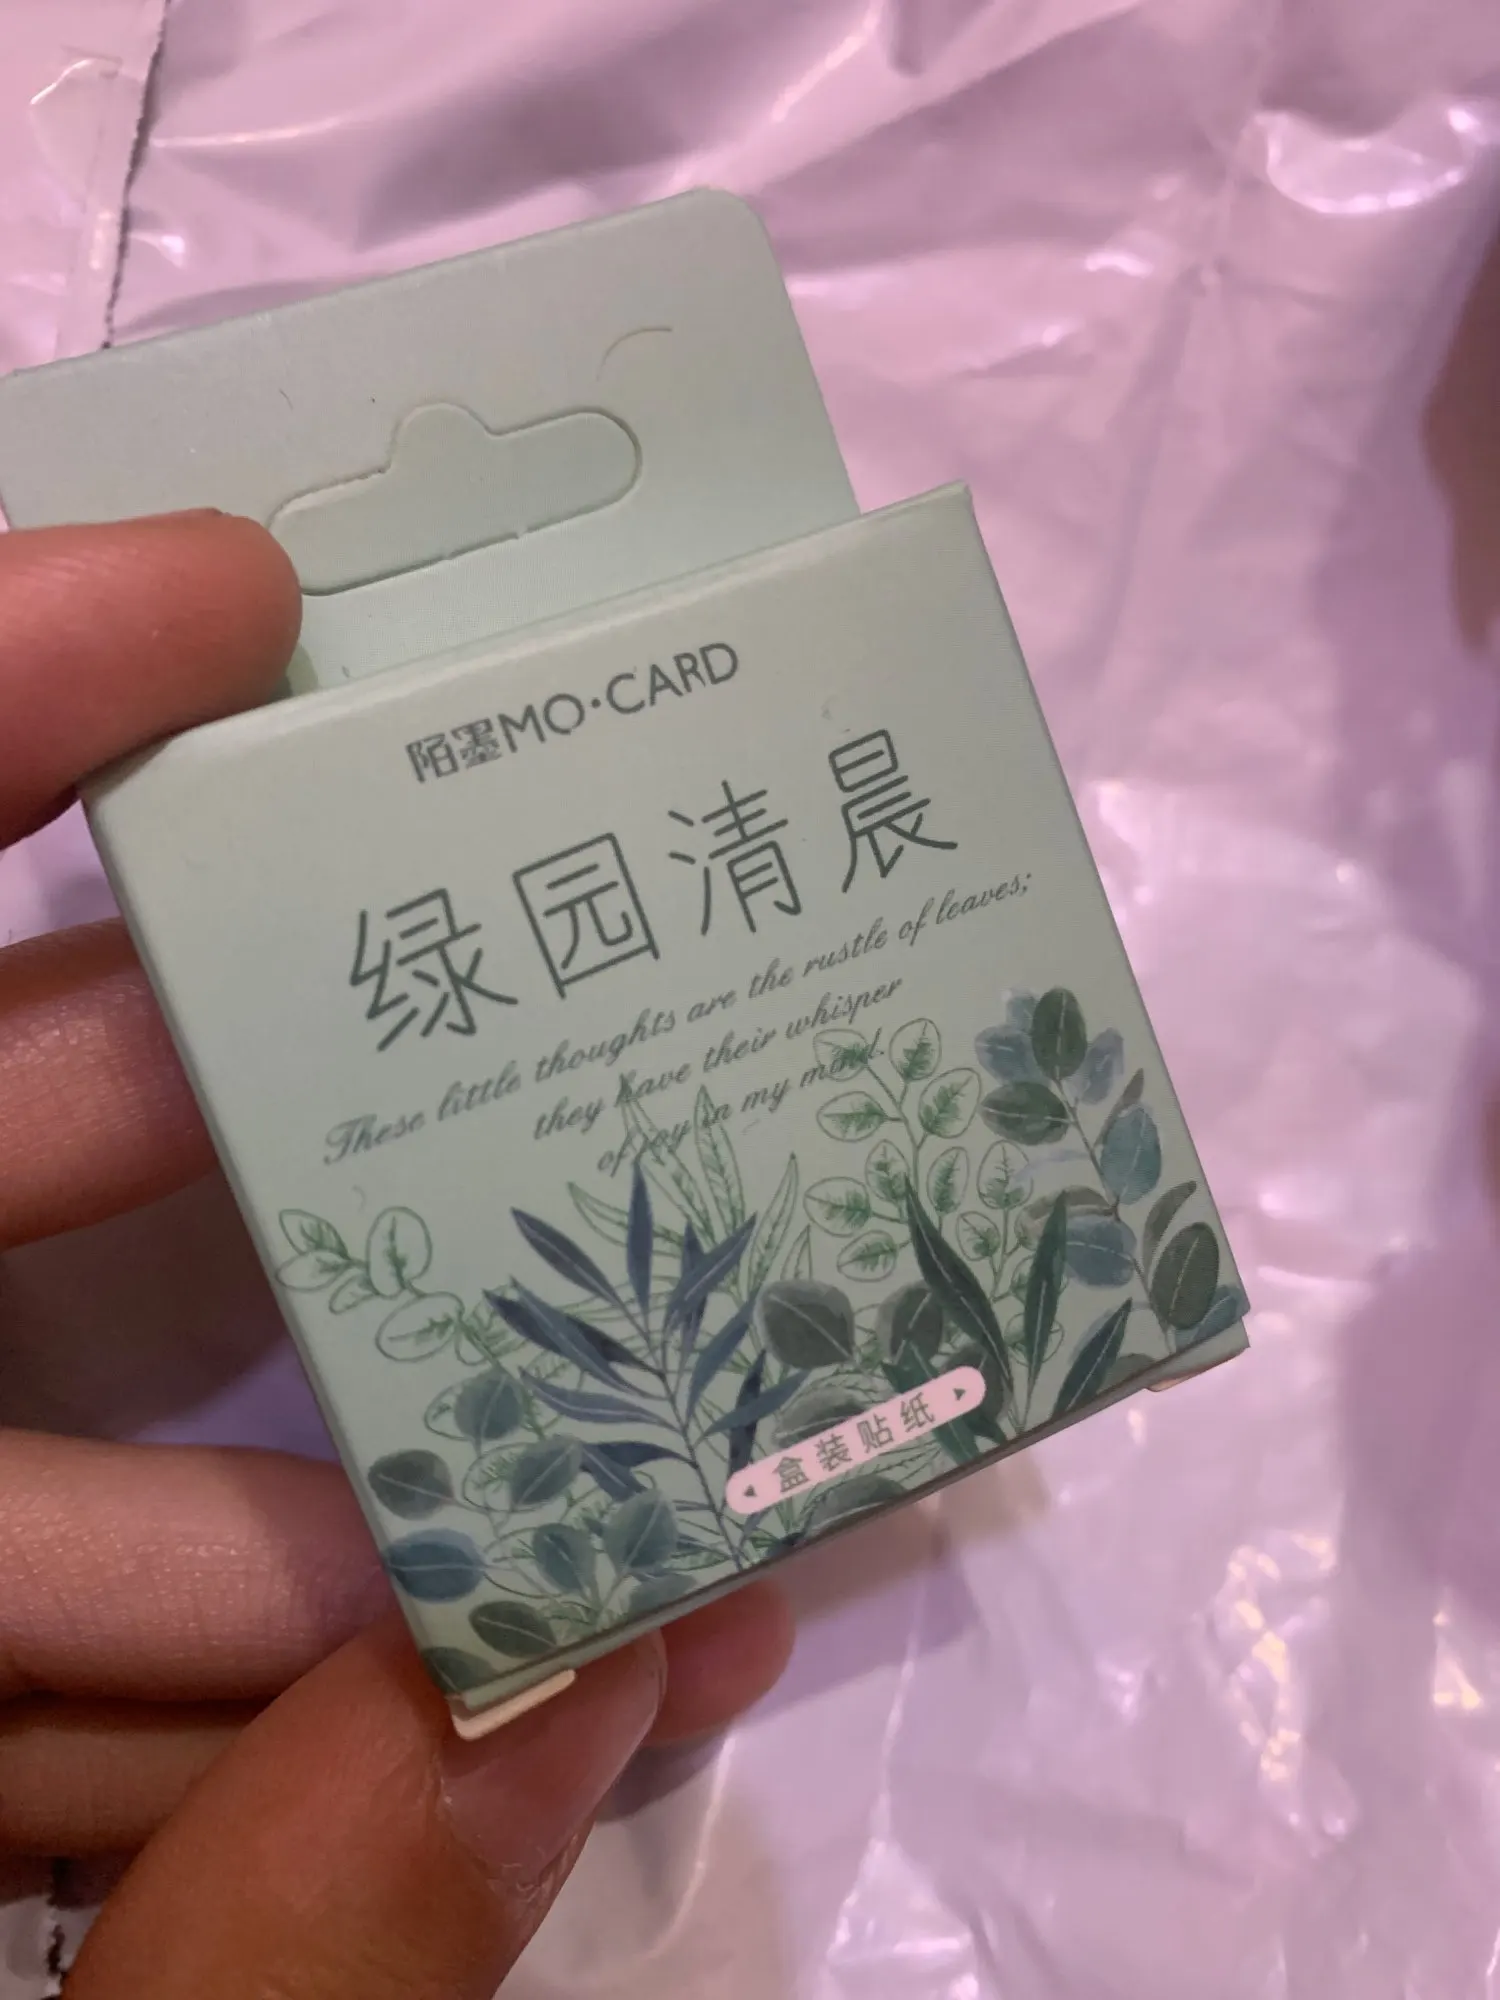 陌墨MO·CARD
绿园清晨
These little thoughts are the rustle of leaves;
they have their whisper
of joy in my mind.
盒装贴纸